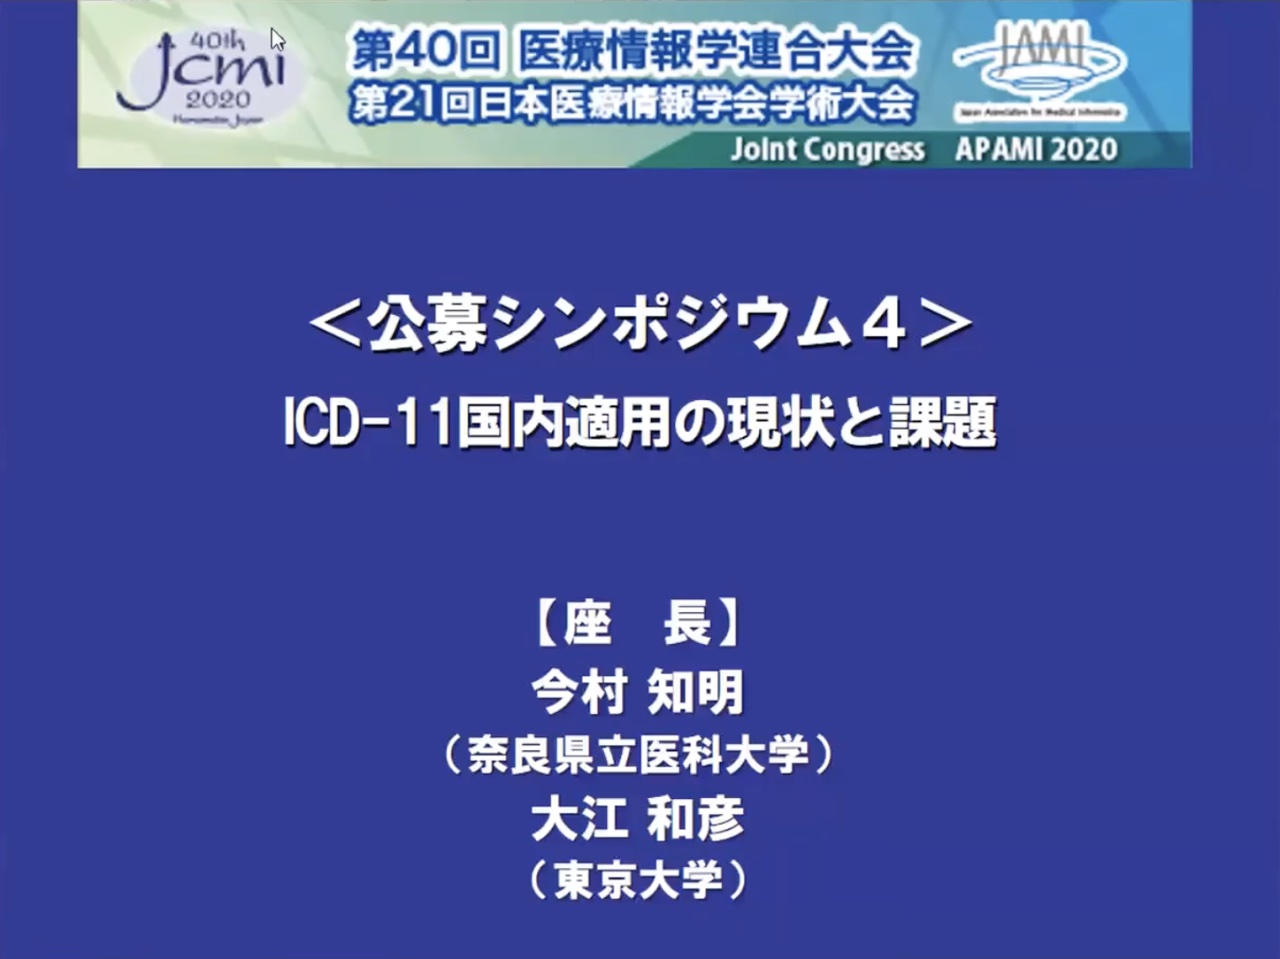 40th
jcmi
2020
Hamamatsu, Japan
第40回 医療情報学連合大会
第21回日本医療情報学会学術大会
JAMI
Japan Association for Medical Informatics
Joint Congress APAMI 2020
＜公募シンポジウム４＞
ICD-11国内適用の現状と課題
【座　長】
今村 知明
（奈良県立医科大学）
大江 和彦
（東京大学）